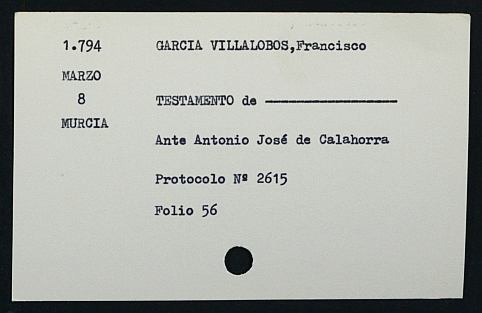 1.794 GARCIA VILLALOBOS,Francisco
MARZO
8 TESTAMENTO de ——————————
MURCIA
Ante Antonio José de Calahorra
Protocolo Nº 2615
Folio 56